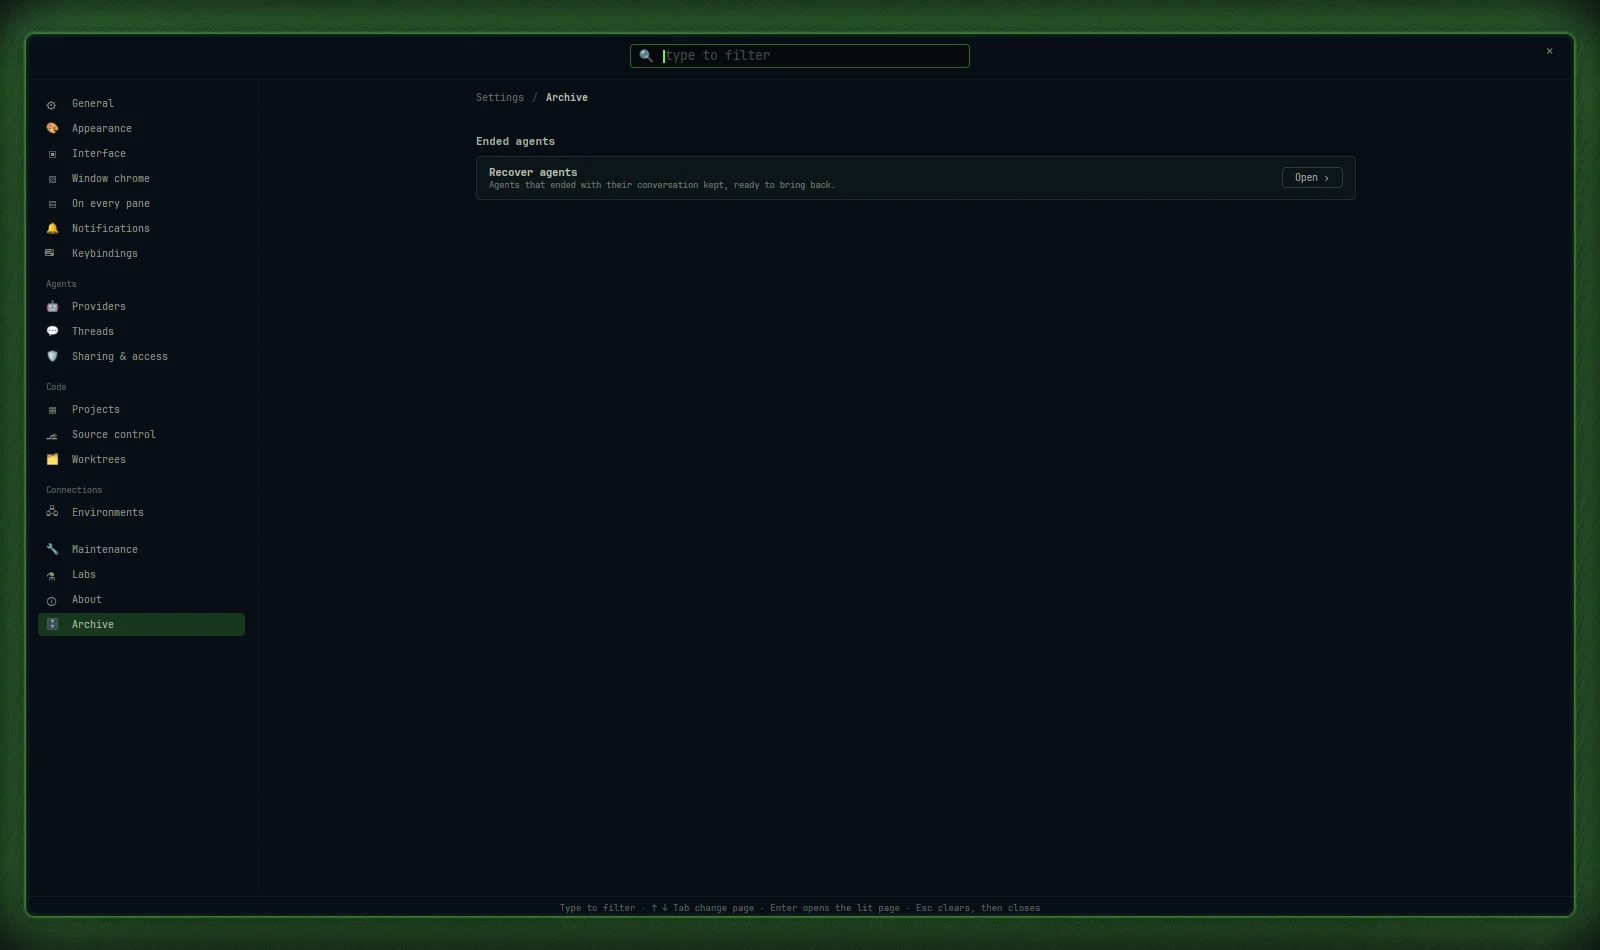 type to filter
×
General
Appearance
Interface
Window chrome
On every pane
Notifications
Keybindings
Agents
Providers
Threads
Sharing & access
Code
Projects
Source control
Worktrees
Connections
Environments
Maintenance
Labs
About
Archive
Settings / Archive
Ended agents
Recover agents
Agents that ended with their conversation kept, ready to bring back.
Open ›
Type to filter · ↑ ↓ Tab change page · Enter opens the lit page · Esc clears, then closes